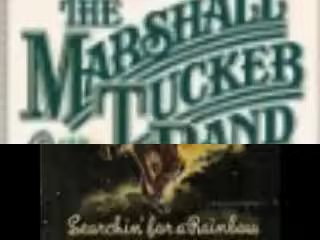 THE
MARSHALL
TUCKER
BAND
Searchin' for a Rainbow